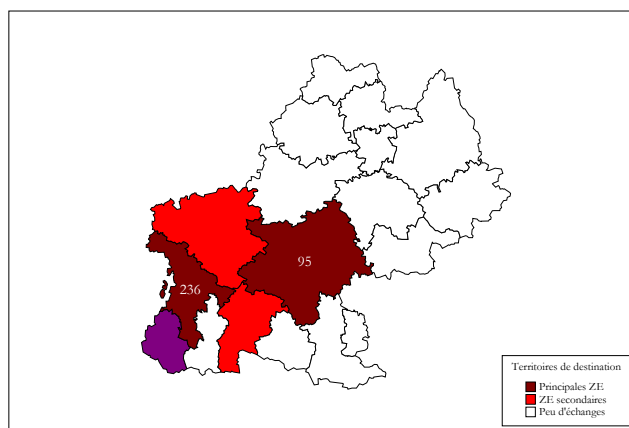 95
236
Territoires de destination
Principales ZE
ZE secondaires
Peu d'échanges